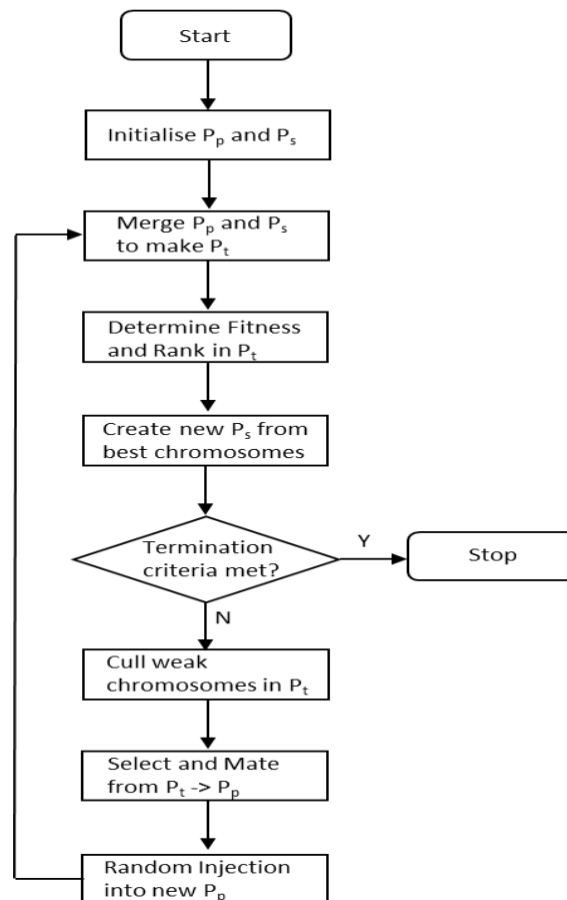 Start
Initialise Pp and Ps
Merge Pp and Ps
to make Pt
Determine Fitness
and Rank in Pt
Create new Ps from
best chromosomes
Termination
criteria met?
Y
Stop
N
Cull weak
chromosomes in Pt
Select and Mate
from Pt -> Pp
Random Injection
into new Pp